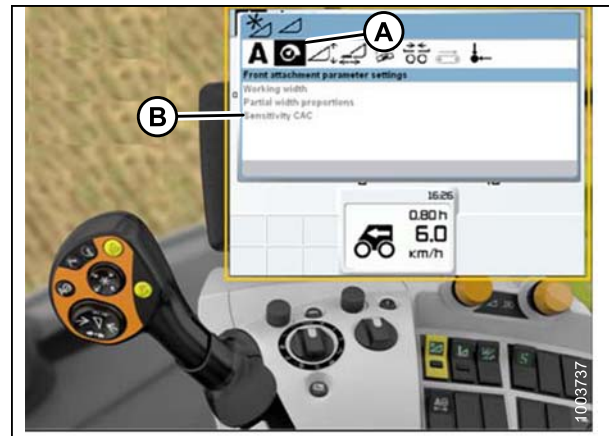 A
A
Front attachment parameter settings
Working width
Partial width proportions
B
Sensitivity CAC
16:26
0.80 h
6.0
km/h
S
1003737